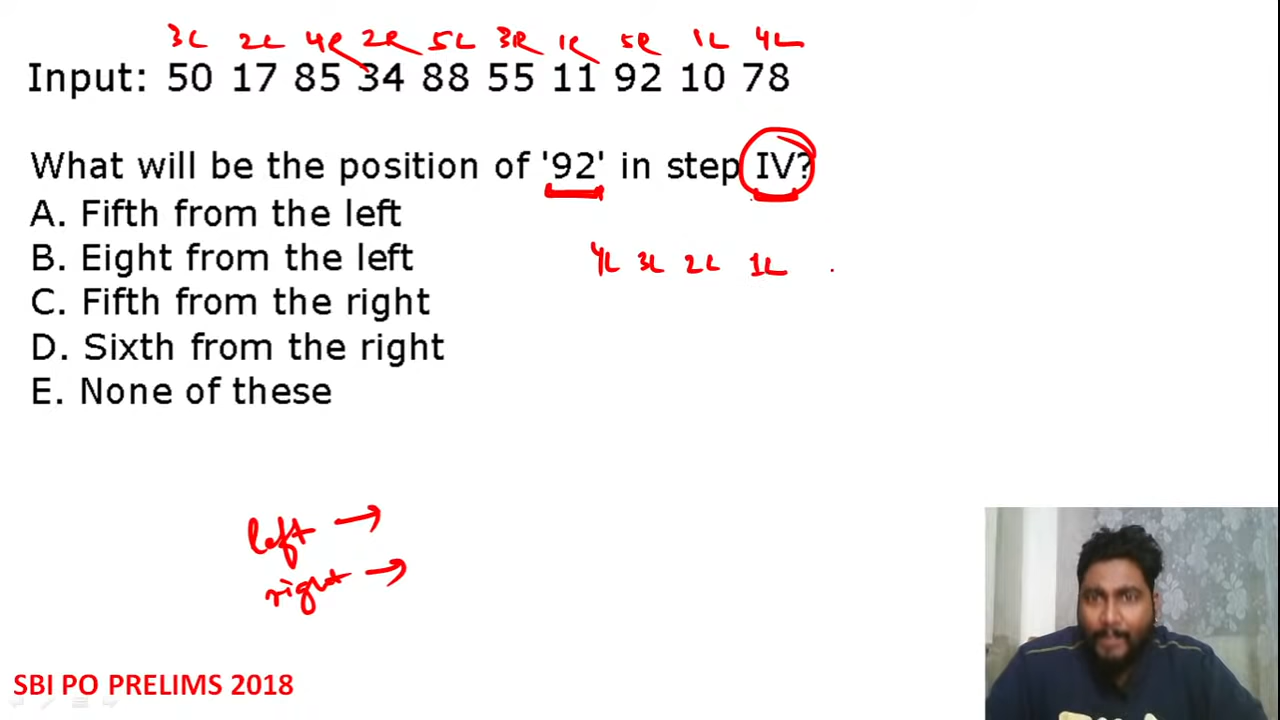 3L 2L 4R 2R 5L 3R 1R 5R 1L 4L
Input: 50 17 85 34 88 55 11 92 10 78
What will be the position of '92' in step IV?
A. Fifth from the left
B. Eight from the left
4L 3L 2L 1L
C. Fifth from the right
D. Sixth from the right
E. None of these
left →
right →
SBI PO PRELIMS 2018